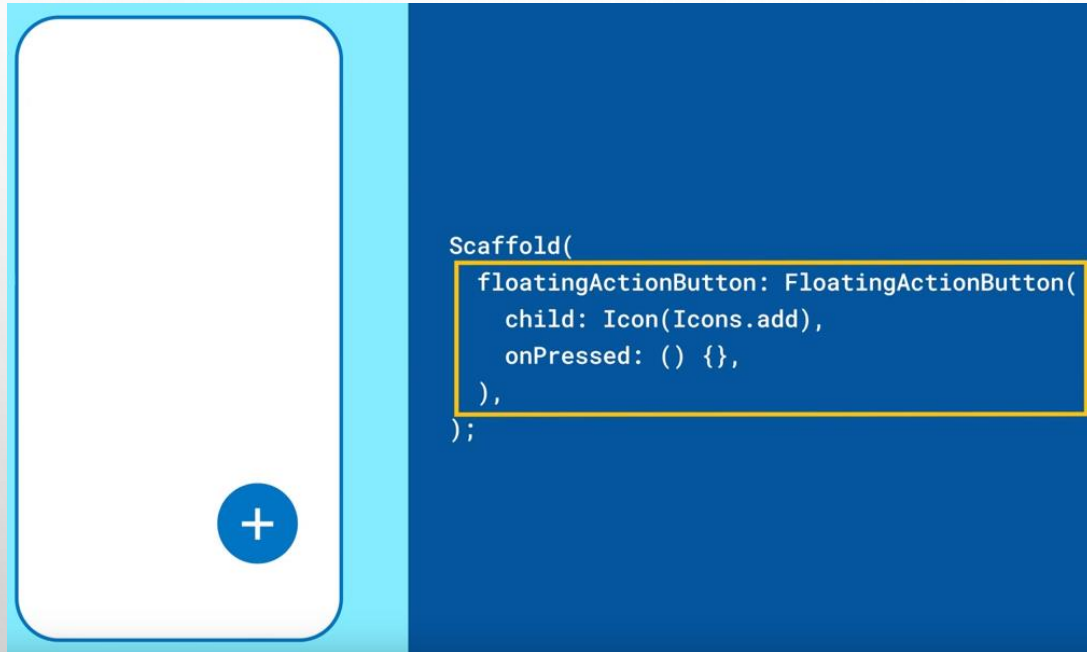 Scaffold(
floatingActionButton: FloatingActionButton(
child: Icon(Icons.add),
onPressed: () {},
),
);